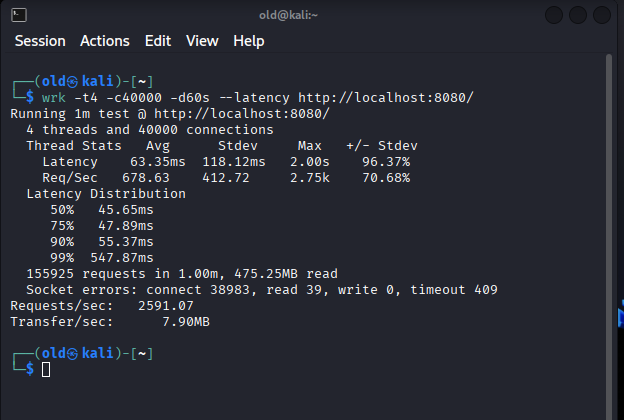 old@kali:~
Session Actions Edit View Help
┌──(old㉿kali)-[~]
└─$ wrk -t4 -c40000 -d60s --latency http://localhost:8080/
Running 1m test @ http://localhost:8080/
  4 threads and 40000 connections
  Thread Stats   Avg      Stdev     Max   +/- Stdev
    Latency    63.35ms  118.12ms   2.00s    96.37%
    Req/Sec   678.63    412.72     2.75k    70.68%
  Latency Distribution
     50%   45.65ms
     75%   47.89ms
     90%   55.37ms
     99%  547.87ms
  155925 requests in 1.00m, 475.25MB read
  Socket errors: connect 38983, read 39, write 0, timeout 409
Requests/sec:   2591.07
Transfer/sec:      7.90MB
┌──(old㉿kali)-[~]
└─$